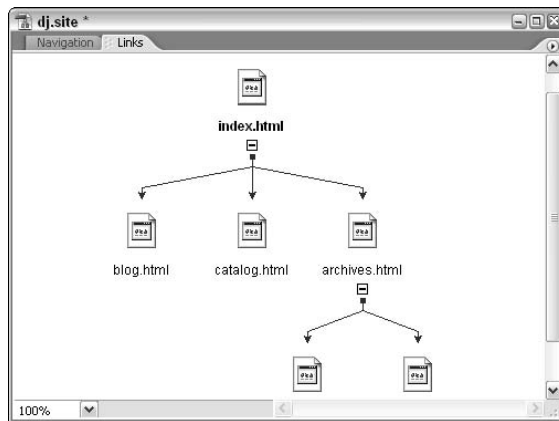 dj.site *
Navigation Links
index.html
blog.html catalog.html archives.html
100%